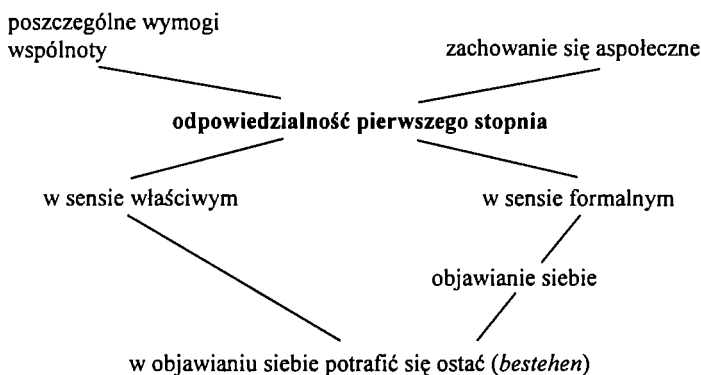 poszczególne wymogi
wspólnoty
zachowanie się aspołeczne
odpowiedzialność pierwszego stopnia
w sensie właściwym
w sensie formalnym
objawianie siebie
w objawianiu siebie potrafić się ostać (bestehen)